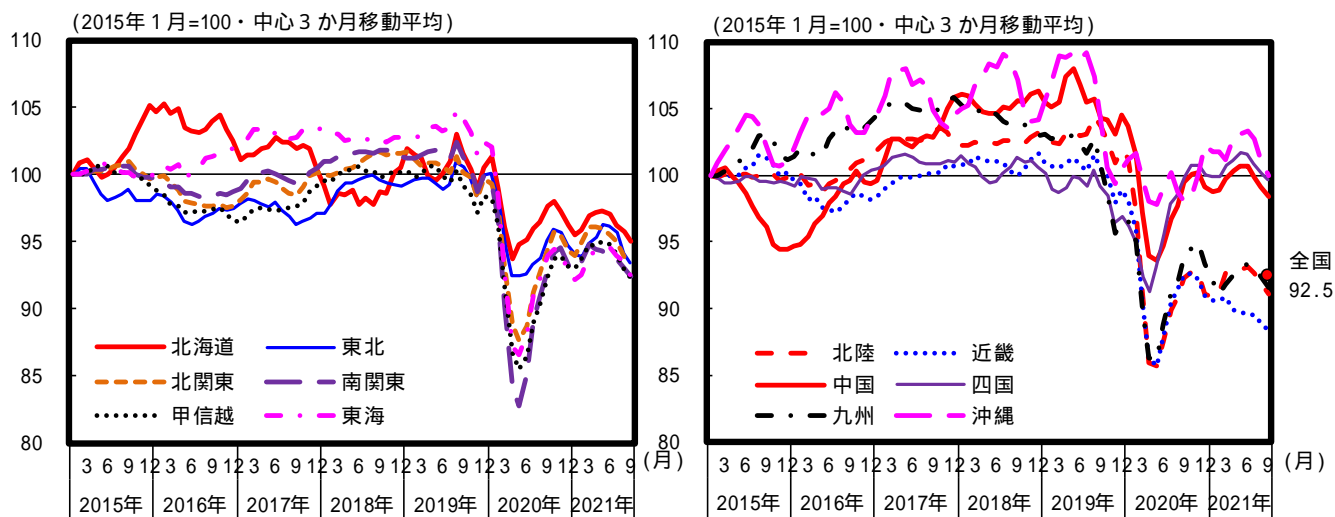 (2015年1月=100・中心3か月移動平均)
110
105
100
95
90
85
80
北海道
東北
北関東
南関東
甲信越
東海
3 6 9 12 3 6 9 12 3 6 9 12 3 6 9 12 3 6 9 12 3 6 9 12 3 6 9 (月)
2015年 2016年 2017年 2018年 2019年 2020年 2021年
(2015年1月=100・中心3か月移動平均)
110
105
100
95
90
85
80
全国
92.5
北陸
近畿
中国
四国
九州
沖縄
3 6 9 12 3 6 9 12 3 6 9 12 3 6 9 12 3 6 9 12 3 6 9 12 3 6 9 (月)
2015年 2016年 2017年 2018年 2019年 2020年 2021年